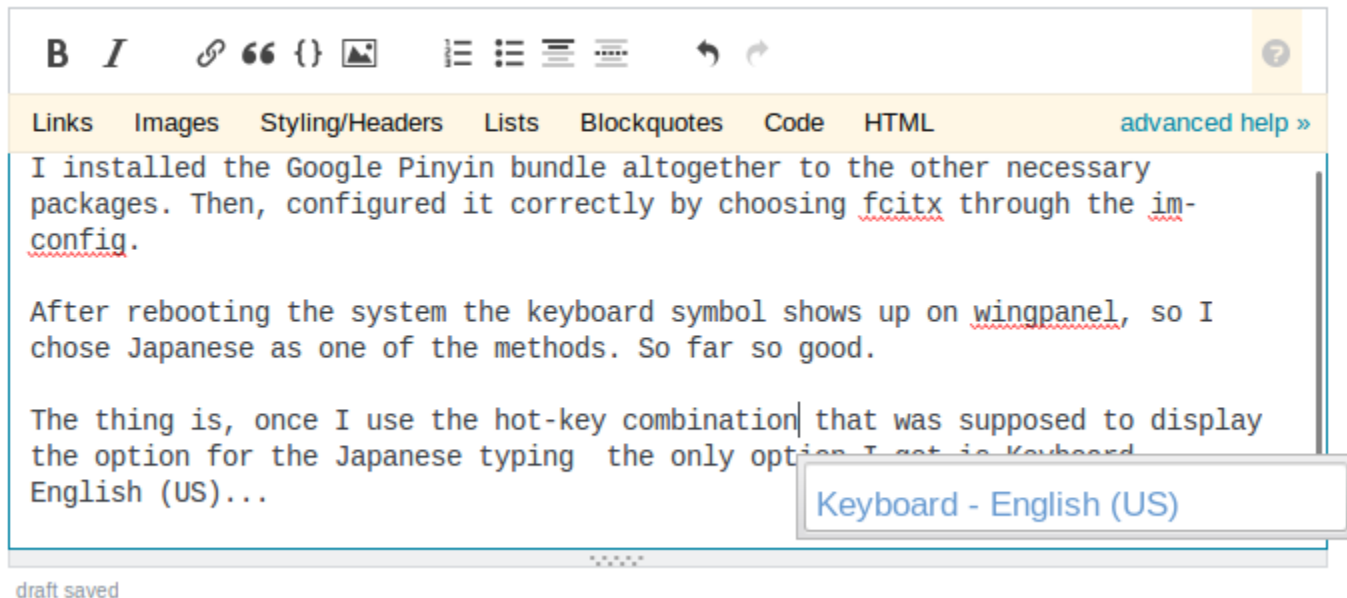 B I
Links Images Styling/Headers Lists Blockquotes Code HTML advanced help »
I installed the Google Pinyin bundle altogether to the other necessary
packages. Then, configured it correctly by choosing fcitx through the im-
config.
After rebooting the system the keyboard symbol shows up on wingpanel, so I
chose Japanese as one of the methods. So far so good.
The thing is, once I use the hot-key combination that was supposed to display
the option for the Japanese typing  the only option I get is Keyboard
English (US)...
Keyboard - English (US)
draft saved